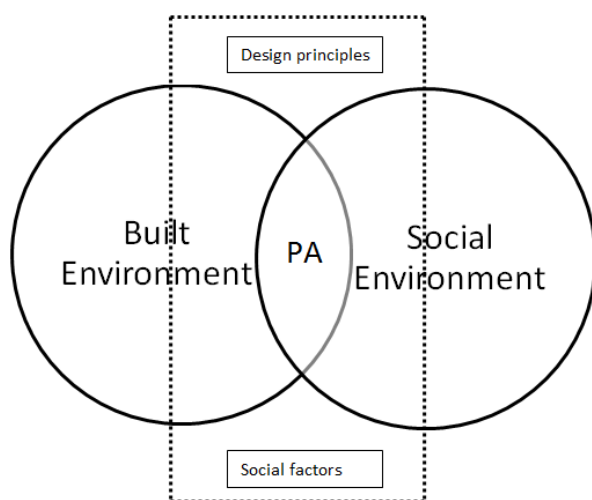 Design principles
Built
Environment
PA
Social
Environment
Social factors